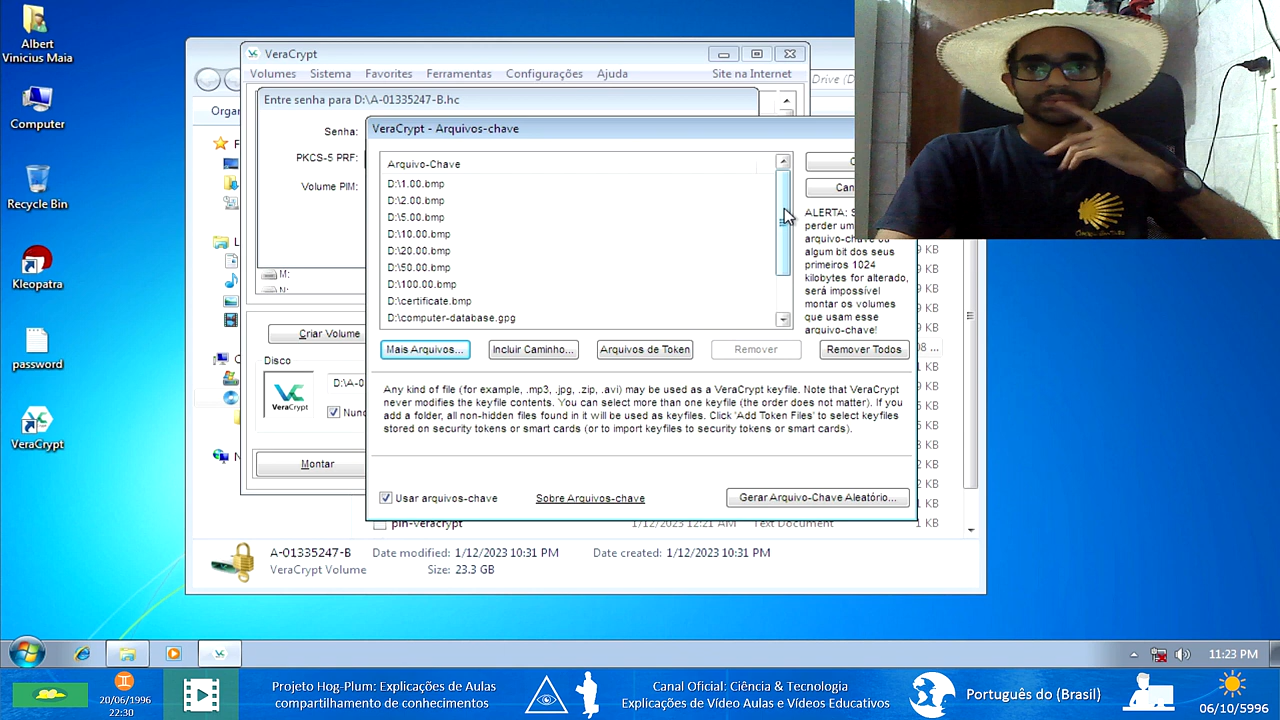 Albert
Vinicius Maia
Computer
Recycle Bin
Kleopatra
password
VeraCrypt
Organ
VeraCrypt
Volumes Sistema Favorites Ferramentas Configurações Ajuda Site na Internet
Drive (D
Entre senha para D:\A-01335247-B.hc
Senha:
PKCS-5 PRF:
Volume PIM:
M:
N:
Criar Volume
Disco
VeraCrypt
D:\A-0
Nunc
Montar
VeraCrypt - Arquivos-chave
Arquivo-Chave
D:\1.00.bmp
D:\2.00.bmp
D:\5.00.bmp
D:\10.00.bmp
D:\20.00.bmp
D:\50.00.bmp
D:\100.00.bmp
D:\certificate.bmp
D:\computer-database.gpg
Can
ALERTA: S
perder um
arquivo-chave ou
algum bit dos seus
primeiros 1024
kilobytes for alterado,
será impossível
montar os volumes
que usam esse
arquivo-chave!
Mais Arquivos... Incluir Caminho... Arquivos de Token Remover Remover Todos
Any kind of file (for example, .mp3, .jpg, .zip, .avi) may be used as a VeraCrypt keyfile. Note that VeraCrypt
never modifies the keyfile contents. You can select more than one keyfile (the order does not matter). If you
add a folder, all non-hidden files found in it will be used as keyfiles. Click 'Add Token Files' to select keyfiles
stored on security tokens or smart cards (or to import keyfiles to security tokens or smart cards).
Usar arquivos-chave Sobre Arquivos-chave Gerar Arquivo-Chave Aleatório...
pin-veracrypt 1/12/2023 12:21 AM Text Document 1 KB
A-01335247-B Date modified: 1/12/2023 10:31 PM Date created: 1/12/2023 10:31 PM
VeraCrypt Volume Size: 23.3 GB
11:23 PM
20/06/1996
22:30
Projeto Hog-Plum: Explicações de Aulas
compartilhamento de conhecimentos
Canal Oficial: Ciência & Tecnologia
Explicações de Vídeo Aulas e Vídeos Educativos
Português do (Brasil)
06/10/5996